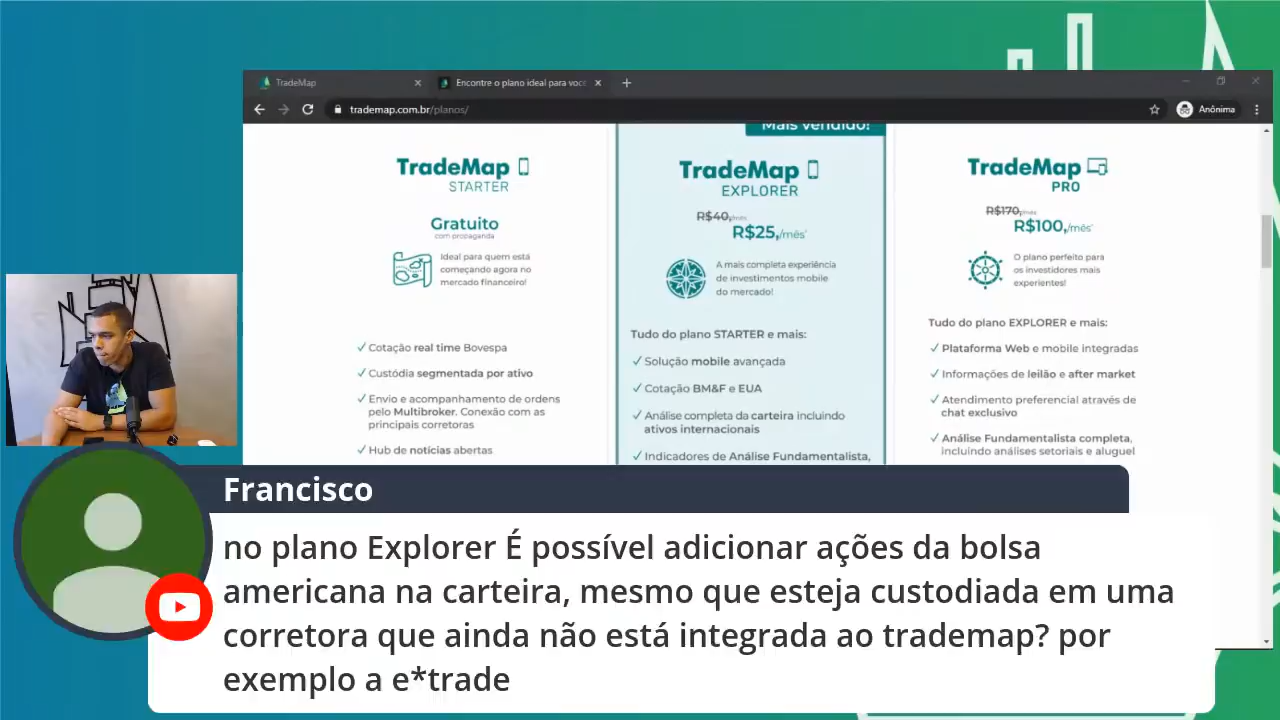 TradeMap
Encontre o plano ideal para você
trademap.com.br/planos/
Anônima
Mais vendido!
TradeMap
STARTER
Gratuito
com propaganda
Ideal para quem está
começando agora no
mercado financeiro!
Cotação real time Bovespa
Custódia segmentada por ativo
Envio e acompanhamento de ordens
pelo Multibroker. Conexão com as
principais corretoras
Hub de notícias abertas
TradeMap
EXPLORER
R$40,/mês
R$25,/mês*
A mais completa experiência
de investimentos mobile
do mercado!
Tudo do plano STARTER e mais:
Solução mobile avançada
Cotação BM&F e EUA
Análise completa da carteira incluindo
ativos internacionais
Indicadores de Análise Fundamentalista,
TradeMap
PRO
R$170,/mês
R$100,/mês*
O plano perfeito para
os investidores mais
experientes!
Tudo do plano EXPLORER e mais:
Plataforma Web e mobile integradas
Informações de leilão e after market
Atendimento preferencial através de
chat exclusivo
Análise Fundamentalista completa,
incluindo análises setoriais e aluguel
Francisco
no plano Explorer É possível adicionar ações da bolsa
americana na carteira, mesmo que esteja custodiada em uma
corretora que ainda não está integrada ao trademap? por
exemplo a e*trade